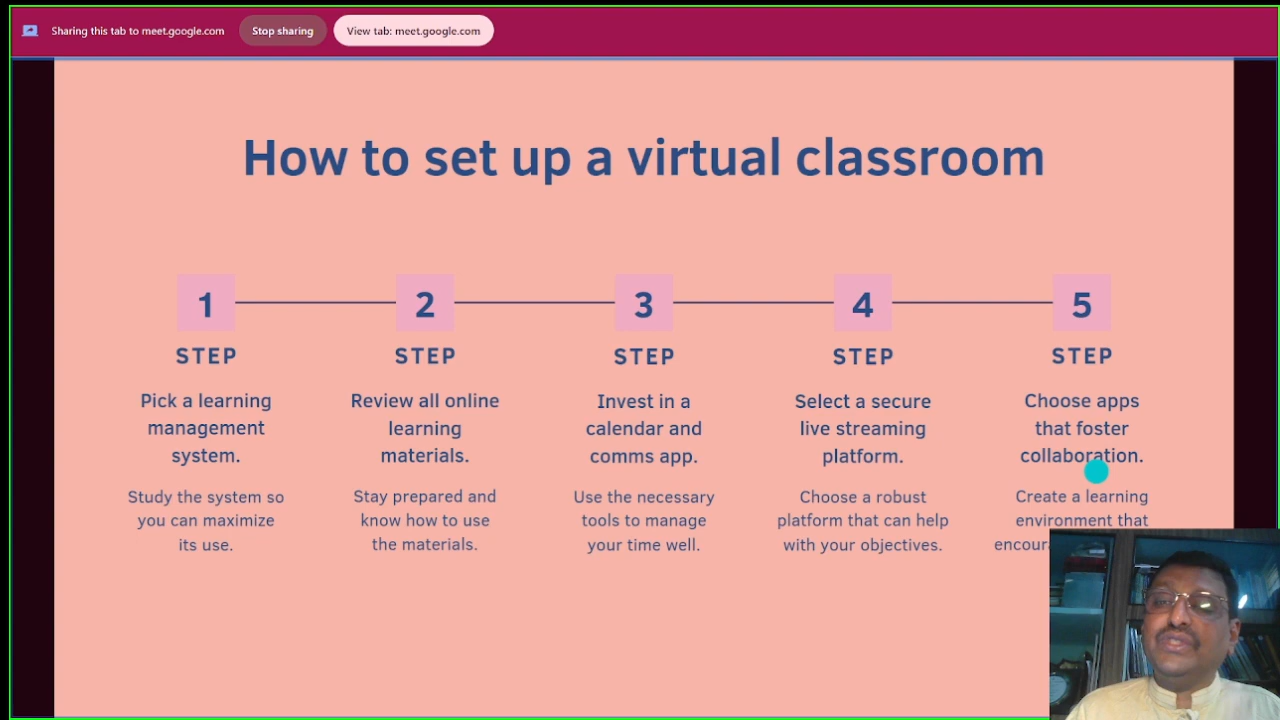 Sharing this tab to meet.google.com Stop sharing View tab: meet.google.com
How to set up a virtual classroom
1
STEP
Pick a learning
management
system.
Study the system so
you can maximize
its use.
2
STEP
Review all online
learning
materials.
Stay prepared and
know how to use
the materials.
3
STEP
Invest in a
calendar and
comms app.
Use the necessary
tools to manage
your time well.
4
STEP
Select a secure
live streaming
platform.
Choose a robust
platform that can help
with your objectives.
5
STEP
Choose apps
that foster
collaboration.
Create a learning
environment that